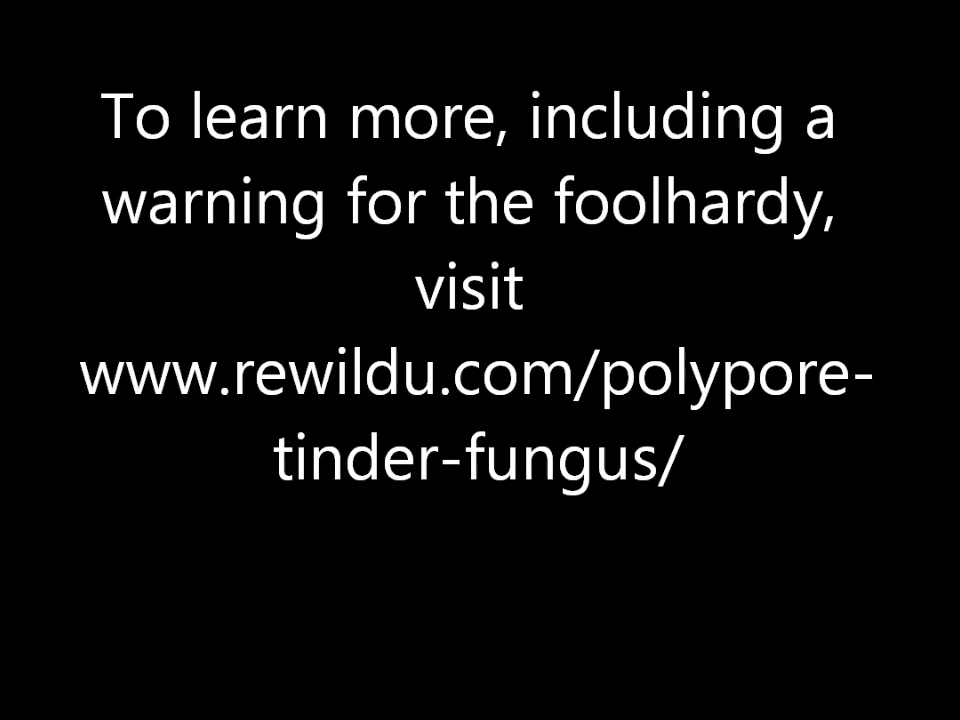 To learn more, including a
warning for the foolhardy,
visit
www.rewildu.com/polypore-
tinder-fungus/